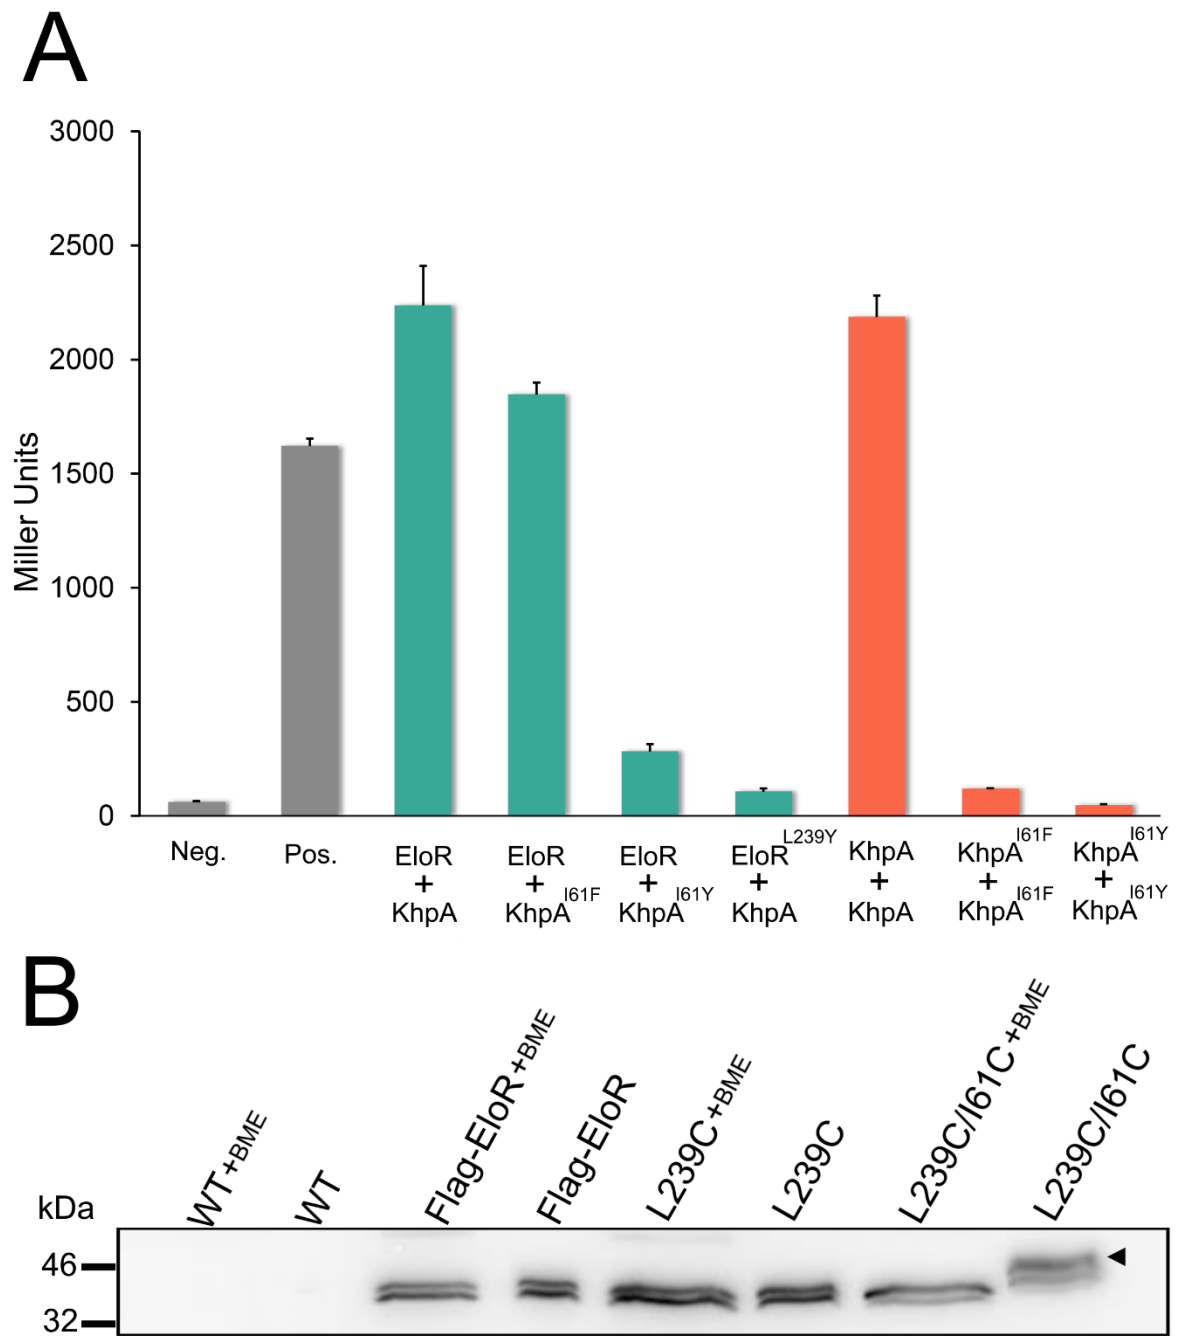 A
3000
2500
2000
1500
1000
500
0
Miller Units
Neg.
Pos.
EloR
+
KhpA
EloR
+
KhpA^I61F
EloR
+
KhpA^I61Y
EloR^L239Y
+
KhpA
KhpA
+
KhpA
KhpA^I61F
+
KhpA^I61F
KhpA^I61Y
+
KhpA^I61Y
B
WT +BME
WT
Flag-EloR +BME
Flag-EloR
L239C +BME
L239C
L239C/I61C +BME
L239C/I61C
kDa
46
32